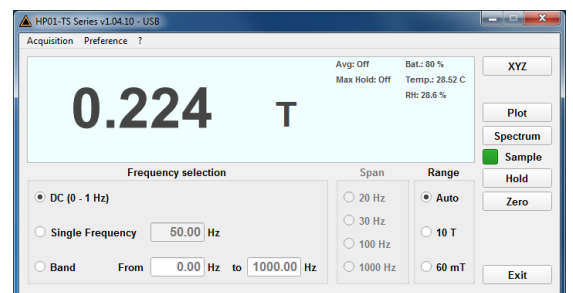 HP01-TS Series v1.04.10 - USB
Acquisition Preference ?
Avg: Off Bat.: 80 %
Max Hold: Off Temp.: 28.52 C
RH: 28.6 %
0.224 T
XYZ
Plot
Spectrum
Sample
Hold
Zero
Exit
Frequency selection
DC (0 - 1 Hz)
Single Frequency 50.00 Hz
Band From 0.00 Hz to 1000.00 Hz
Span
20 Hz
30 Hz
100 Hz
1000 Hz
Range
Auto
10 T
60 mT